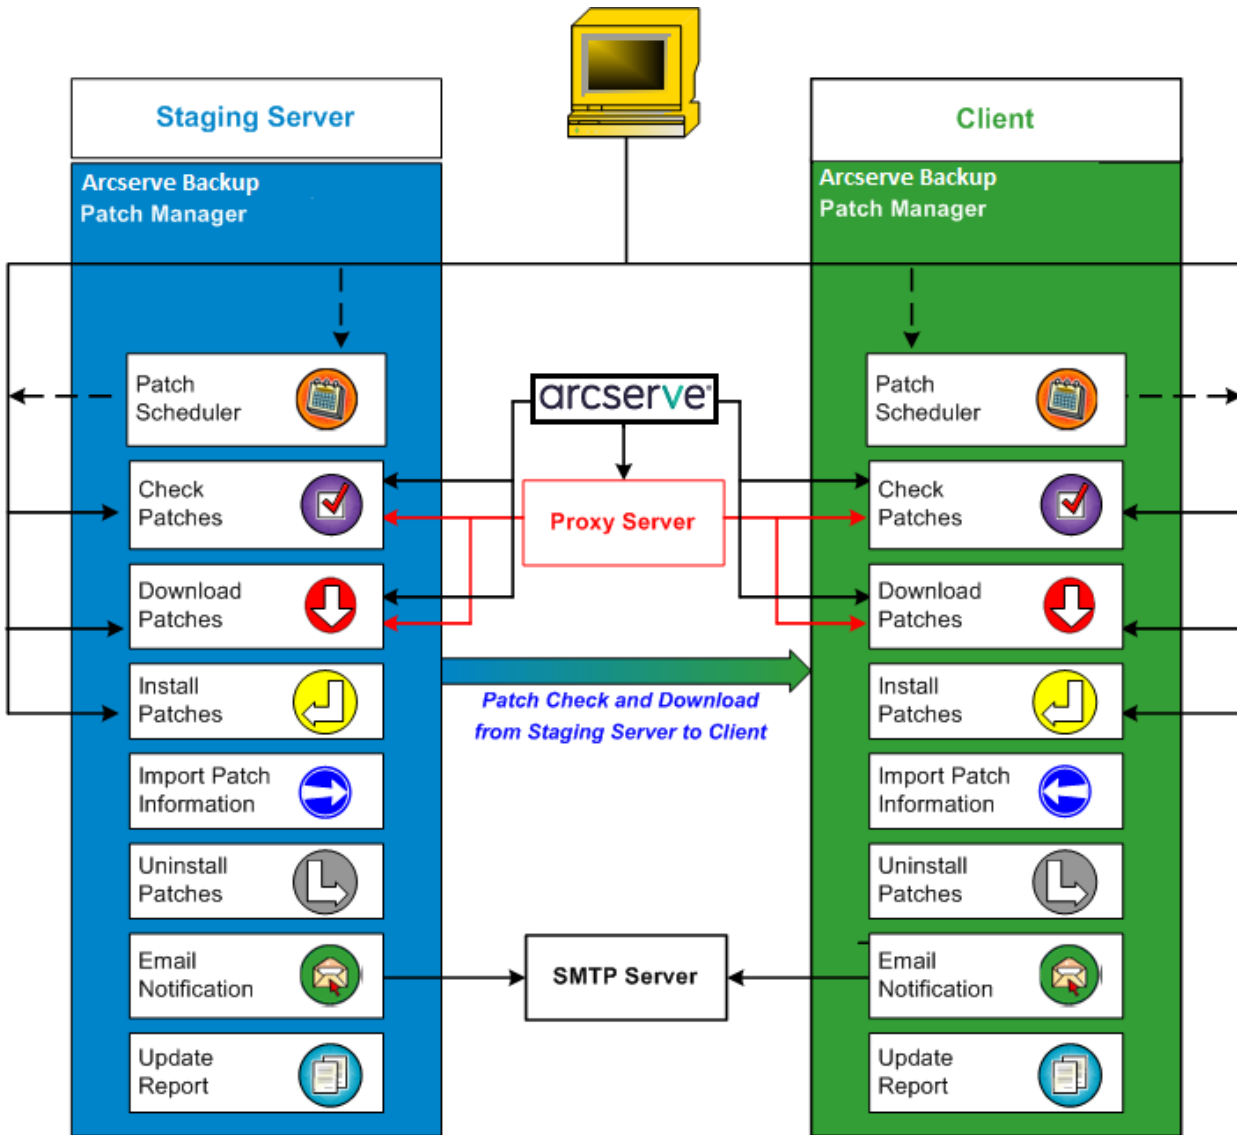 Staging Server
Client
Arcserve Backup
Patch Manager
Arcserve Backup
Patch Manager
Patch
Scheduler
Check
Patches
Download
Patches
Install
Patches
Import Patch
Information
Uninstall
Patches
Email
Notification
Update
Report
arcserve®
Proxy Server
Patch Check and Download
from Staging Server to Client
SMTP Server
Patch
Scheduler
Check
Patches
Download
Patches
Install
Patches
Import Patch
Information
Uninstall
Patches
Email
Notification
Update
Report